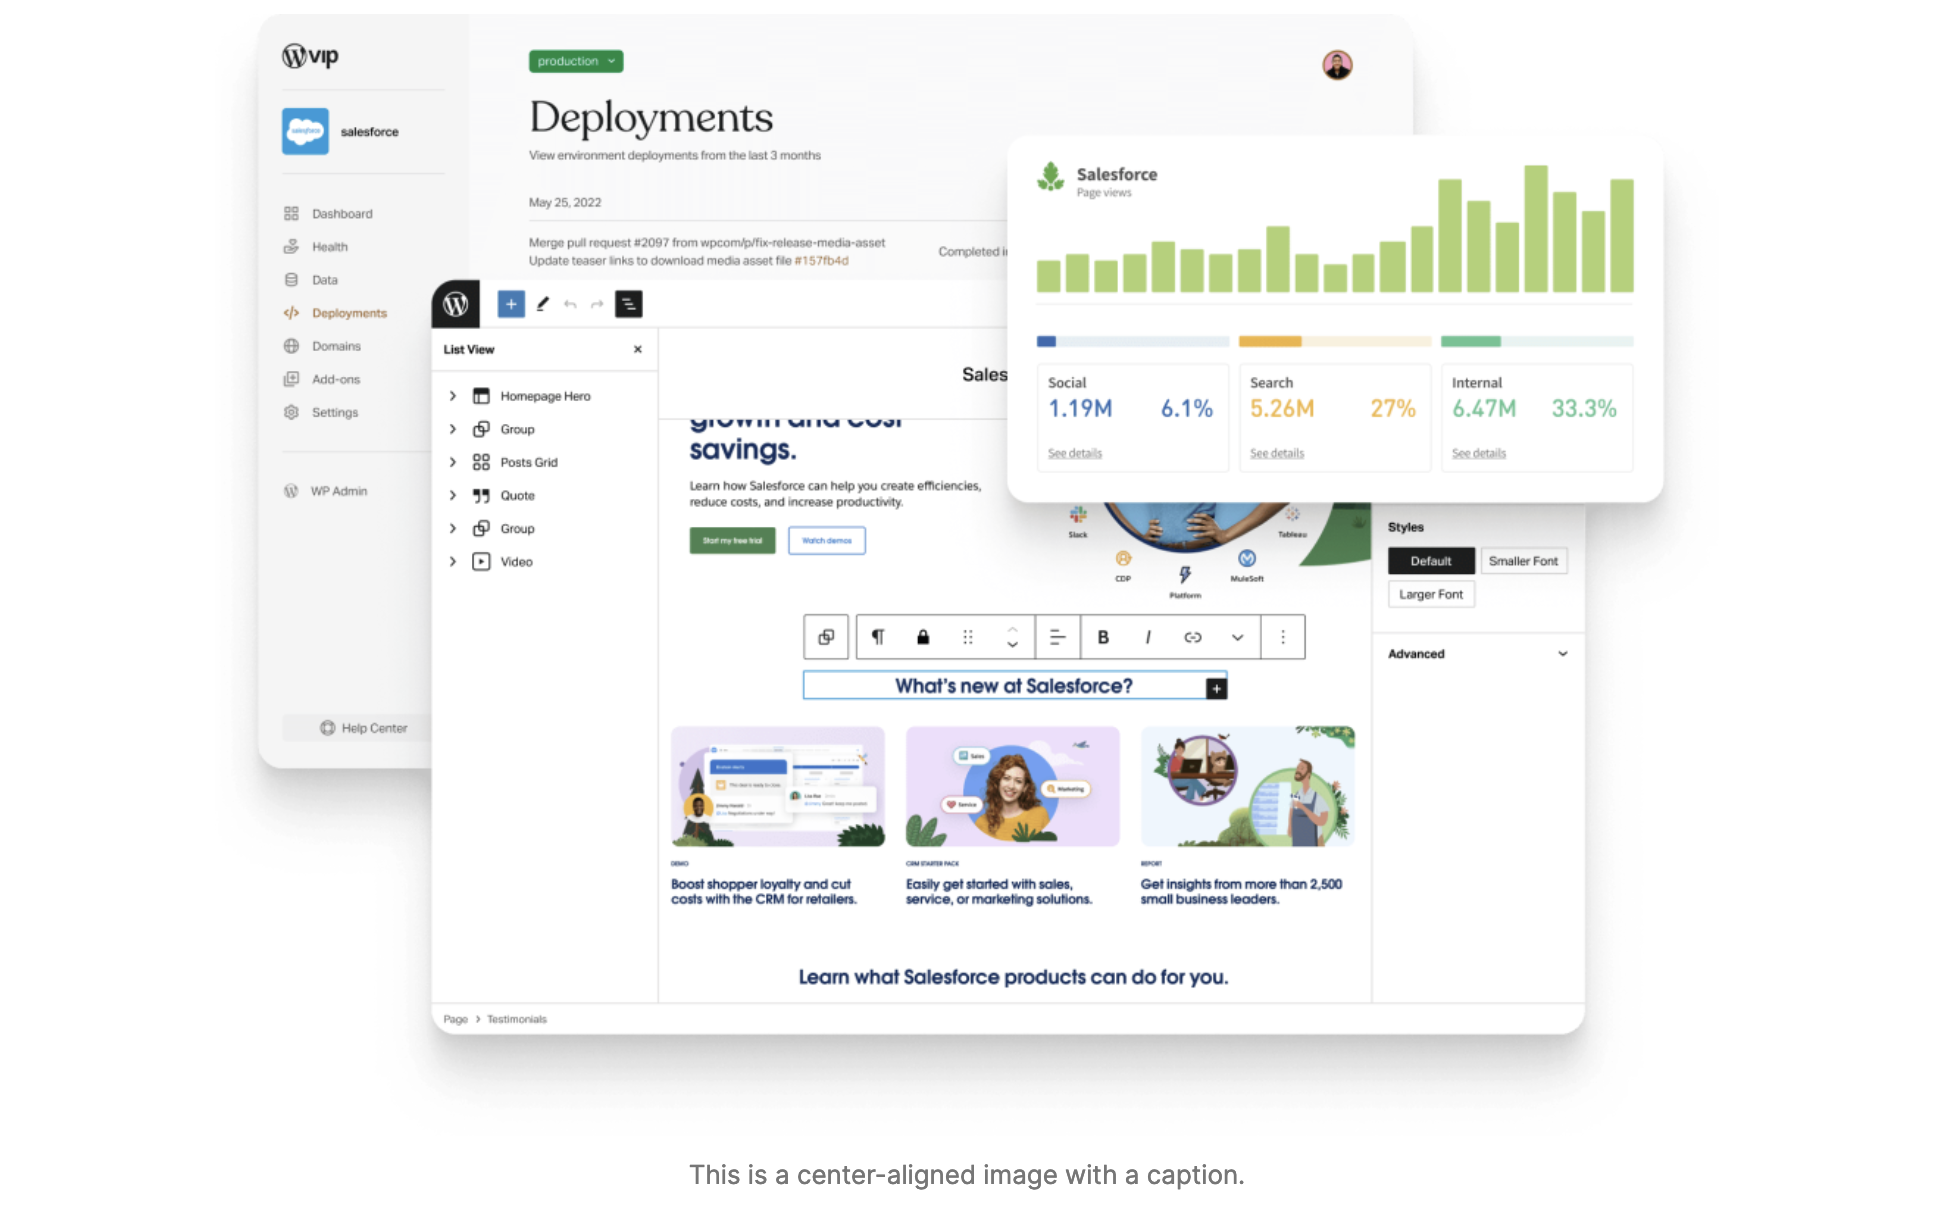 vip
production
Deployments
View environment deployments from the last 3 months
salesforce
salesforce
May 25, 2022
Merge pull request #2097 from wpcom/p/fix-release-media-asset
Update teaser links to download media asset file #157fb4d
Completed i
Dashboard
Health
Data
Deployments
Domains
Add-ons
Settings
WP Admin
Help Center
Salesforce
Page views
Social
1.19M 6.1%
See details
Search
5.26M 27%
See details
Internal
6.47M 33.3%
See details
List View
Homepage Hero
Group
Posts Grid
Quote
Group
Video
Sales
growth and cost
savings.
Learn how Salesforce can help you create efficiencies,
reduce costs, and increase productivity.
Start my free trial
Watch demos
Slack
CDP
Platform
MuleSoft
Tableau
Styles
Default
Smaller Font
Larger Font
Advanced
B I
What's new at Salesforce?
Sales
Marketing
Service
DEMO
Boost shopper loyalty and cut
costs with the CRM for retailers.
CRM STARTER PACK
Easily get started with sales,
service, or marketing solutions.
REPORT
Get insights from more than 2,500
small business leaders.
Learn what Salesforce products can do for you.
Page > Testimonials
This is a center-aligned image with a caption.